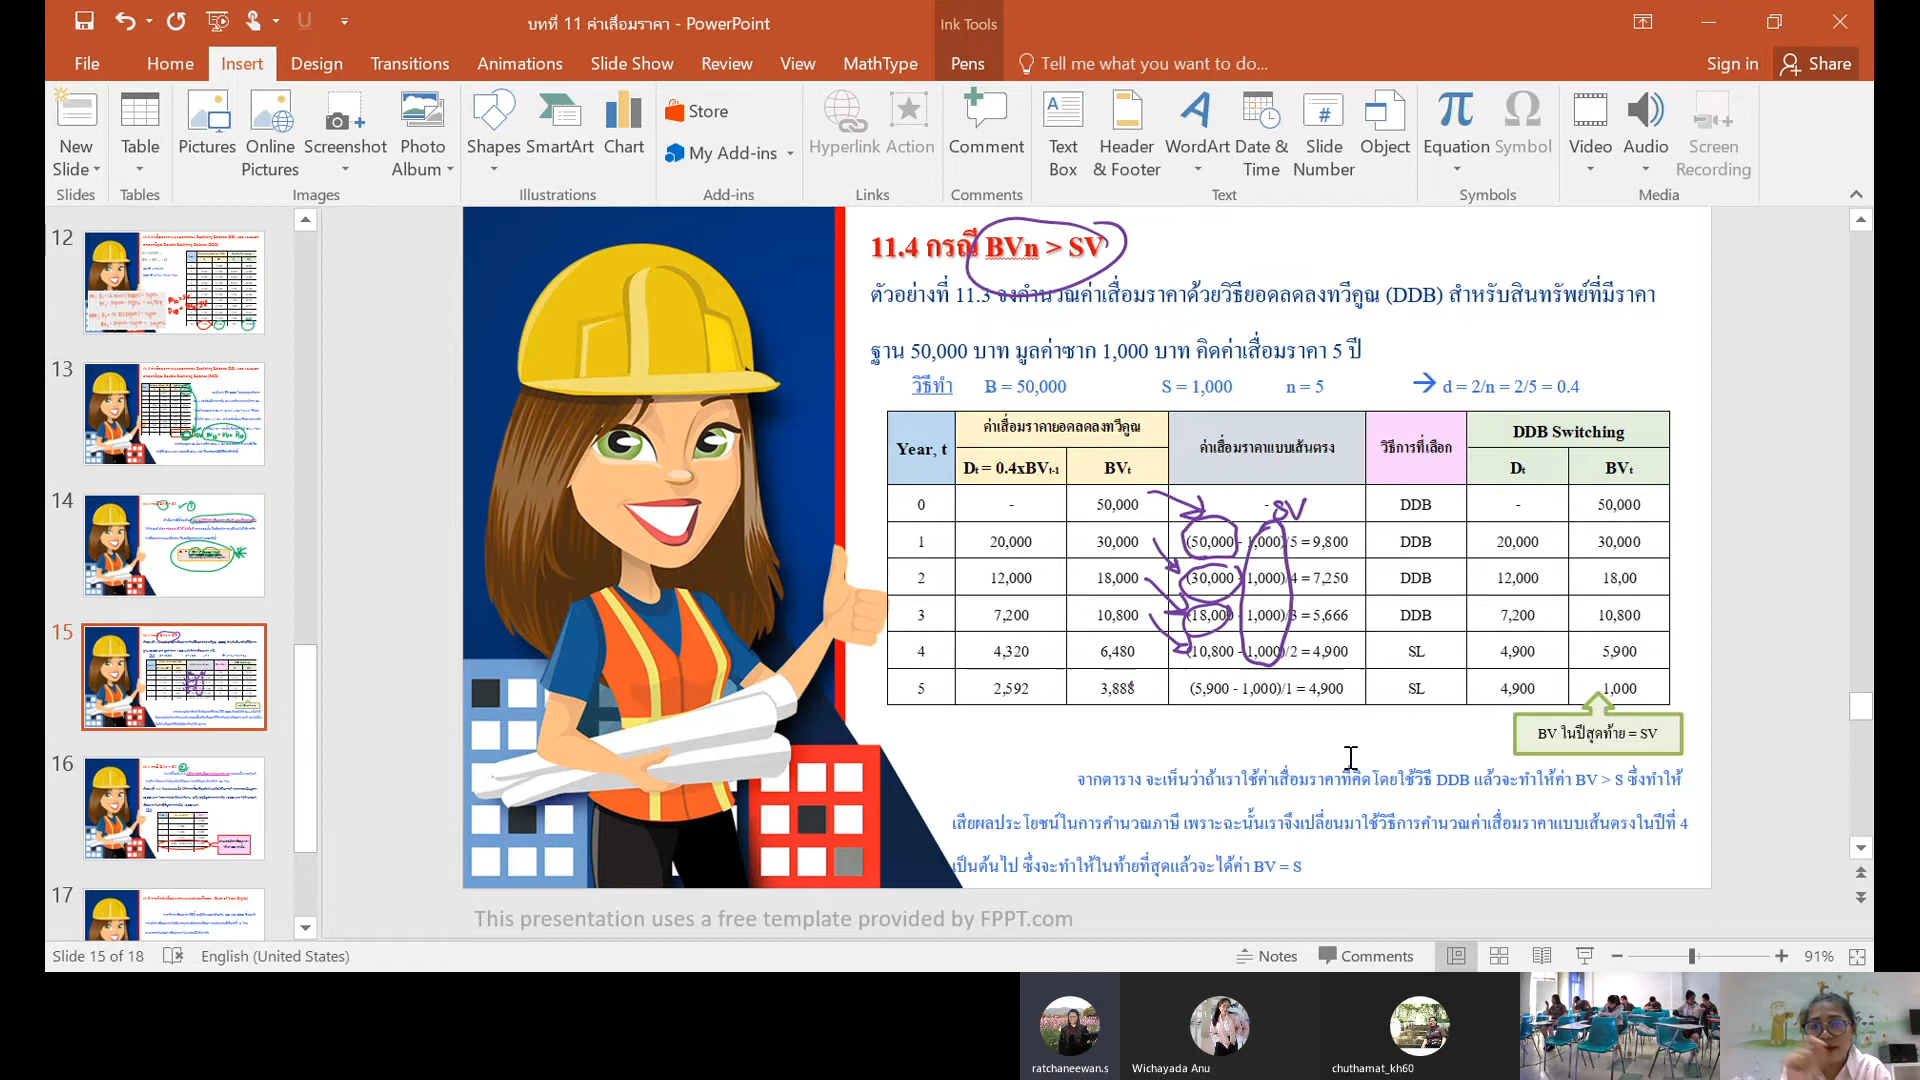 บทที่ 11 ค่าเสื่อมราคา - PowerPoint
Ink Tools
File Home Insert Design Transitions Animations Slide Show Review View MathType Pens Tell me what you want to do... Sign in Share
New Slide
Table
Pictures
Online Pictures
Screenshot
Photo Album
Shapes
SmartArt
Chart
Store
My Add-ins
Hyperlink
Action
Comment
Text Box
Header & Footer
WordArt
Date & Time
Slide Number
Object
Equation
Symbol
Video
Audio
Screen Recording
Slides Tables Images Illustrations Add-ins Links Comments Text Symbols Media
12
13
14
15
16
17
11.4 กรณี BVn > SV
ตัวอย่างที่ 11.3 จงคำนวณค่าเสื่อมราคาด้วยวิธียอดลดลงทวีคูณ (DDB) สำหรับสินทรัพย์ที่มีราคา
ฐาน 50,000 บาท มูลค่าซาก 1,000 บาท คิดค่าเสื่อมราคา 5 ปี
วิธีทำ B = 50,000 S = 1,000 n = 5 → d = 2/n = 2/5 = 0.4
Year, t ค่าเสื่อมราคายอดลดลงทวีคูณ ค่าเสื่อมราคาแบบเส้นตรง วิธีการที่เลือก DDB Switching
Dt = 0.4xBVt-1 BVt Dt BVt
0 - 50,000 - DDB - 50,000
SV
1 20,000 30,000 (50,000 - 1,000)/5 = 9,800 DDB 20,000 30,000
2 12,000 18,000 (30,000 - 1,000)/4 = 7,250 DDB 12,000 18,00
3 7,200 10,800 (18,000 - 1,000)/3 = 5,666 DDB 7,200 10,800
4 4,320 6,480 (10,800 - 1,000)/2 = 4,900 SL 4,900 5,900
5 2,592 3,888 (5,900 - 1,000)/1 = 4,900 SL 4,900 1,000
BV ในปีสุดท้าย = SV
จากตาราง จะเห็นว่าถ้าเราใช้ค่าเสื่อมราคาที่คิดโดยใช้วิธี DDB แล้วจะทำให้ค่า BV > S ซึ่งทำให้
เสียผลประโยชน์ในการคำนวณภาษี เพราะฉะนั้นเราจึงเปลี่ยนมาใช้วิธีการคำนวณค่าเสื่อมราคาแบบเส้นตรงในปีที่ 4
เป็นต้นไป ซึ่งจะทำให้ในท้ายที่สุดแล้วจะได้ค่า BV = S
This presentation uses a free template provided by FPPT.com
Slide 15 of 18 English (United States) Notes Comments 91%
ratchaneewan.s
Wichayada Anu
chuthamat_kh60